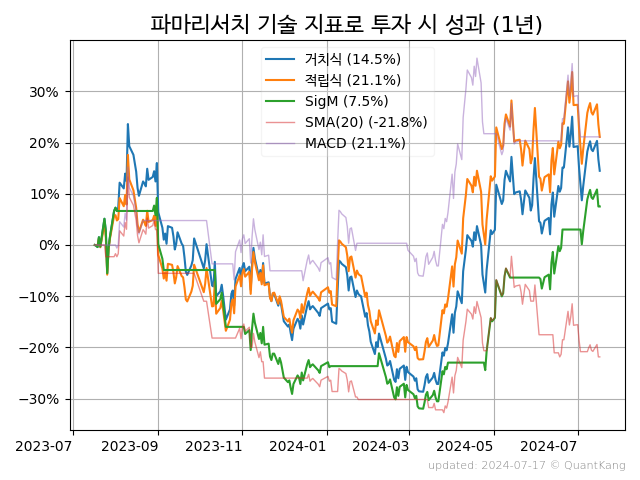 파마리서치 기술 지표로 투자 시 성과 (1년)
거치식 (14.5%)
적립식 (21.1%)
SigM (7.5%)
SMA(20) (-21.8%)
MACD (21.1%)
30%
20%
10%
0%
−10%
−20%
−30%
2023-07 2023-09 2023-11 2024-01 2024-03 2024-05 2024-07
updated: 2024-07-17 © QuantKang